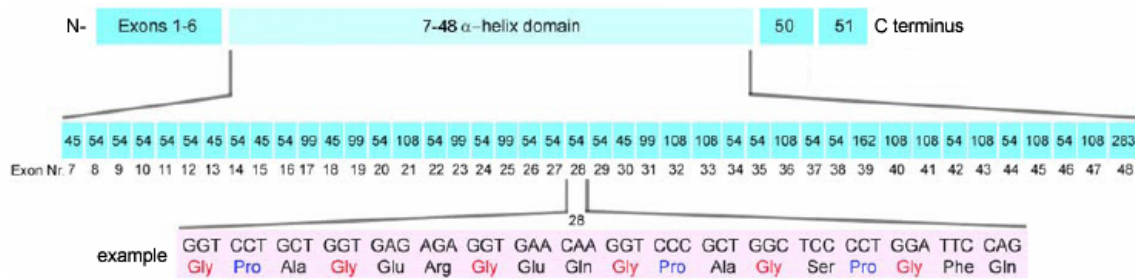 N- Exons 1-6 7-48 α-helix domain 50 51 C terminus
45 54 54 54 54 54 45 54 45 54 99 45 99 54 108 54 99 54 99 54 54 54 54 45 99 108 108 54 54 108 54 54 162 108 108 54 108 54 108 54 108 283
Exon Nr. 7 8 9 10 11 12 13 14 15 16 17 18 19 20 21 22 23 24 25 26 27 28 29 30 31 32 33 34 35 36 37 38 39 40 41 42 43 44 45 46 47 48
28
example GGT CCT GCT GGT GAG AGA GGT GAA CAA GGT CCC GCT GGC TCC CCT GGA TTC CAG
Gly Pro Ala Gly Glu Arg Gly Glu Gln Gly Pro Ala Gly Ser Pro Gly Phe Gln